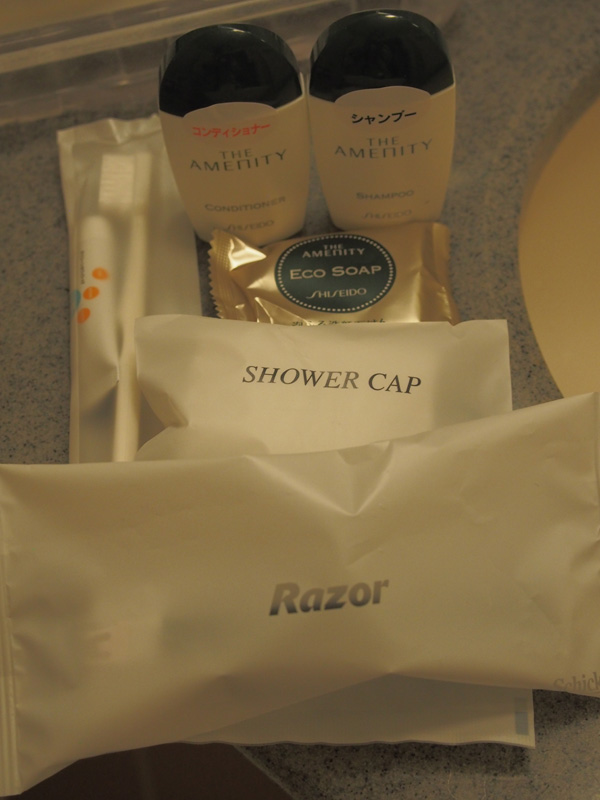 コンディショナー
THE
AMENITY
CONDITIONER
SHISEIDO
シャンプー
THE
AMENITY
SHAMPOO
SHISEIDO
THE
AMENITY
ECO SOAP
SHISEIDO
SHOWER CAP
Razor
Schick